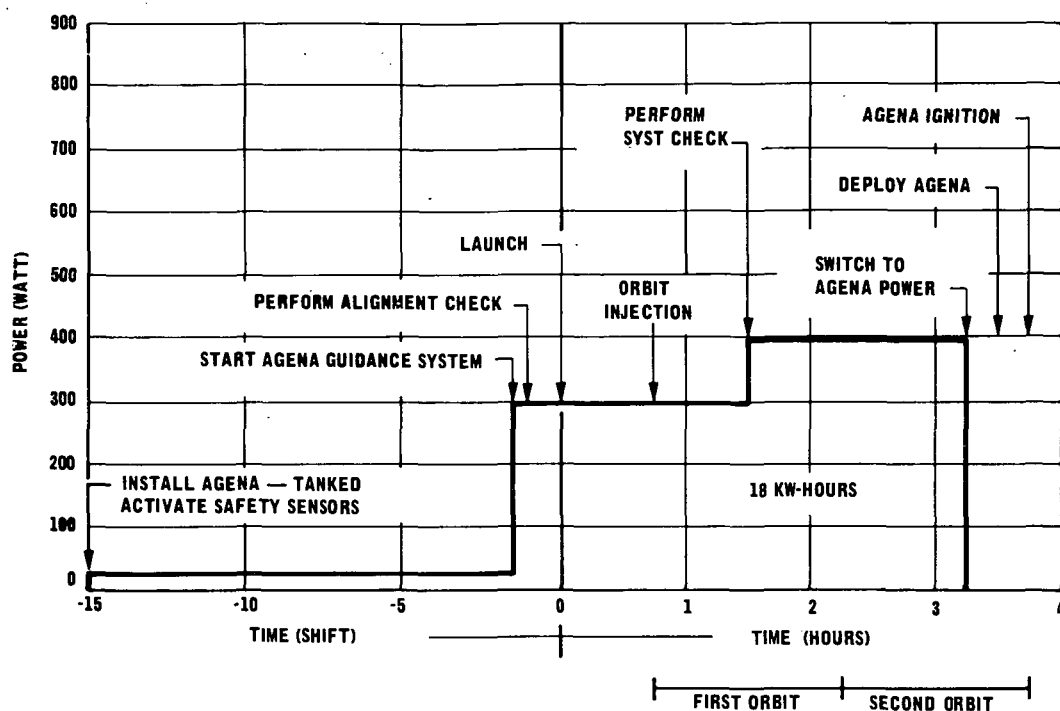 900
800
700
600
500
400
300
200
100
0
POWER (WATT)
PERFORM
SYST CHECK
AGENA IGNITION
DEPLOY AGENA
LAUNCH
SWITCH TO
AGENA POWER
ORBIT
INJECTION
PERFORM ALIGNMENT CHECK
START AGENA GUIDANCE SYSTEM
INSTALL AGENA — TANKED
ACTIVATE SAFETY SENSORS
18 KW-HOURS
-15 -10 -5 0 1 2 3 4
TIME (SHIFT) TIME (HOURS)
FIRST ORBIT SECOND ORBIT